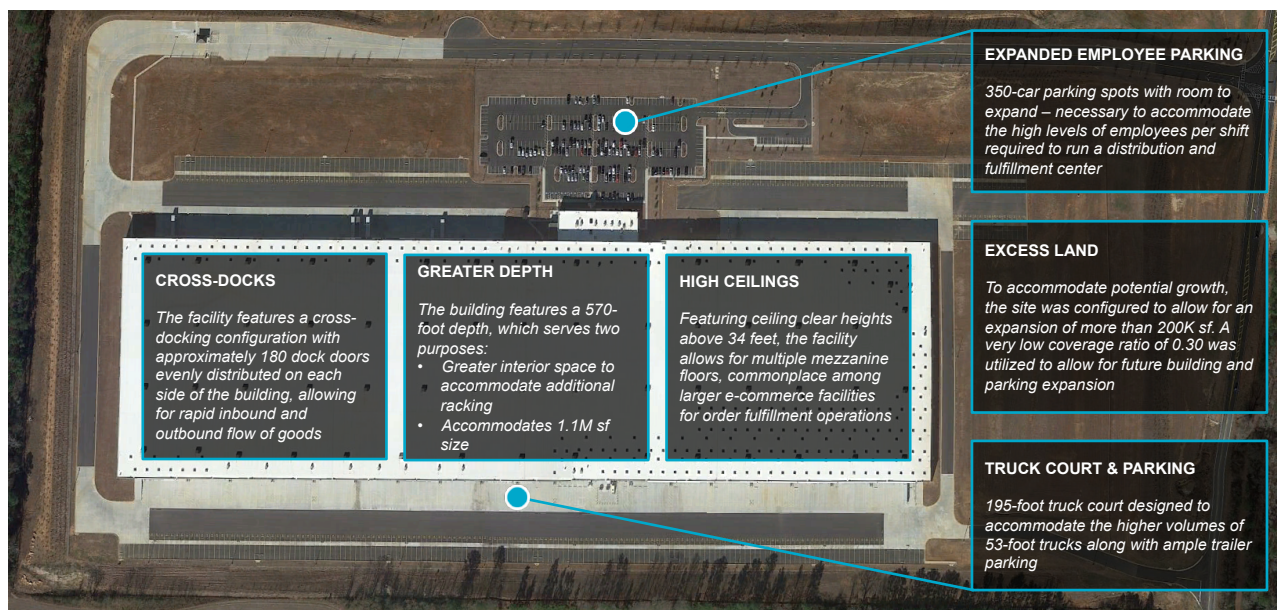 EXPANDED EMPLOYEE PARKING
350-car parking spots with room to
expand – necessary to accommodate
the high levels of employees per shift
required to run a distribution and
fulfillment center
CROSS-DOCKS
The facility features a cross-
docking configuration with
approximately 180 dock doors
evenly distributed on each
side of the building, allowing
for rapid inbound and
outbound flow of goods
GREATER DEPTH
The building features a 570-
foot depth, which serves two
purposes:
• Greater interior space to
accommodate additional
racking
• Accommodates 1.1M sf
size
HIGH CEILINGS
Featuring ceiling clear heights
above 34 feet, the facility
allows for multiple mezzanine
floors, commonplace among
larger e-commerce facilities
for order fulfillment operations
EXCESS LAND
To accommodate potential growth,
the site was configured to allow for an
expansion of more than 200K sf. A
very low coverage ratio of 0.30 was
utilized to allow for future building and
parking expansion
TRUCK COURT & PARKING
195-foot truck court designed to
accommodate the higher volumes of
53-foot trucks along with ample trailer
parking